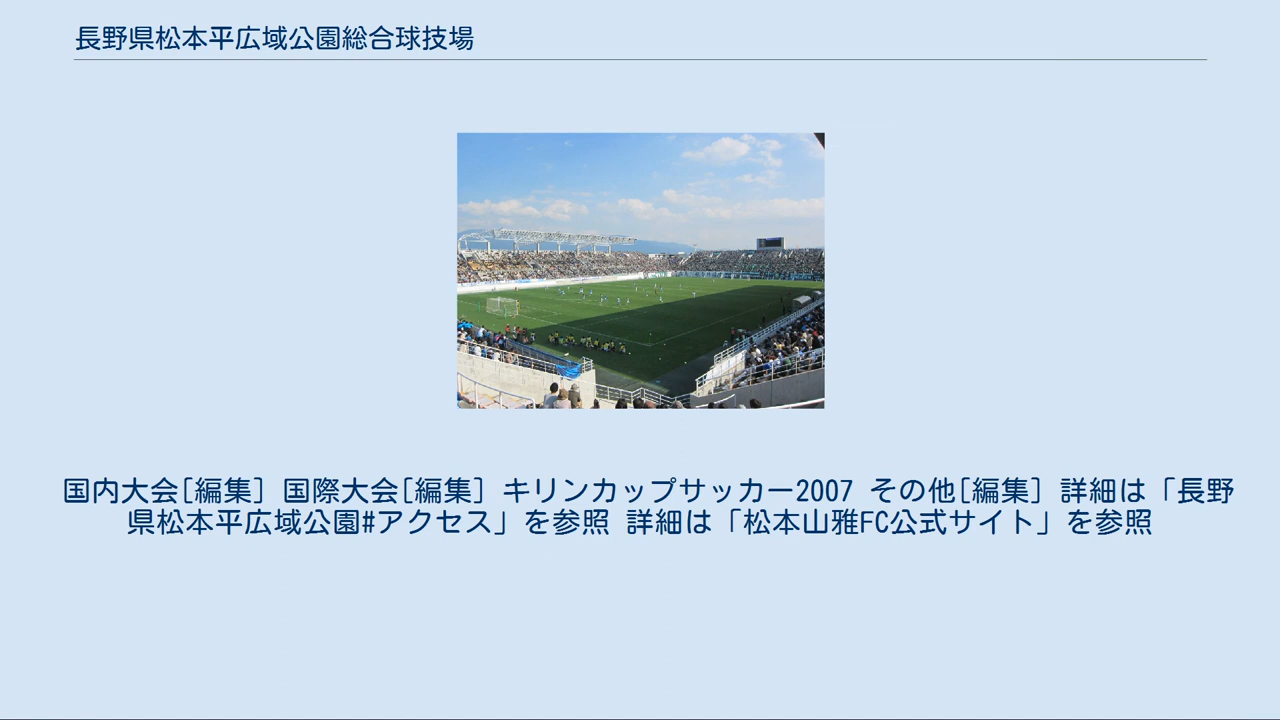 長野県松本平広域公園総合球技場
国内大会[編集] 国際大会[編集] キリンカップサッカー2007 その他[編集] 詳細は「長野
県松本平広域公園#アクセス」を参照 詳細は「松本山雅FC公式サイト」を参照